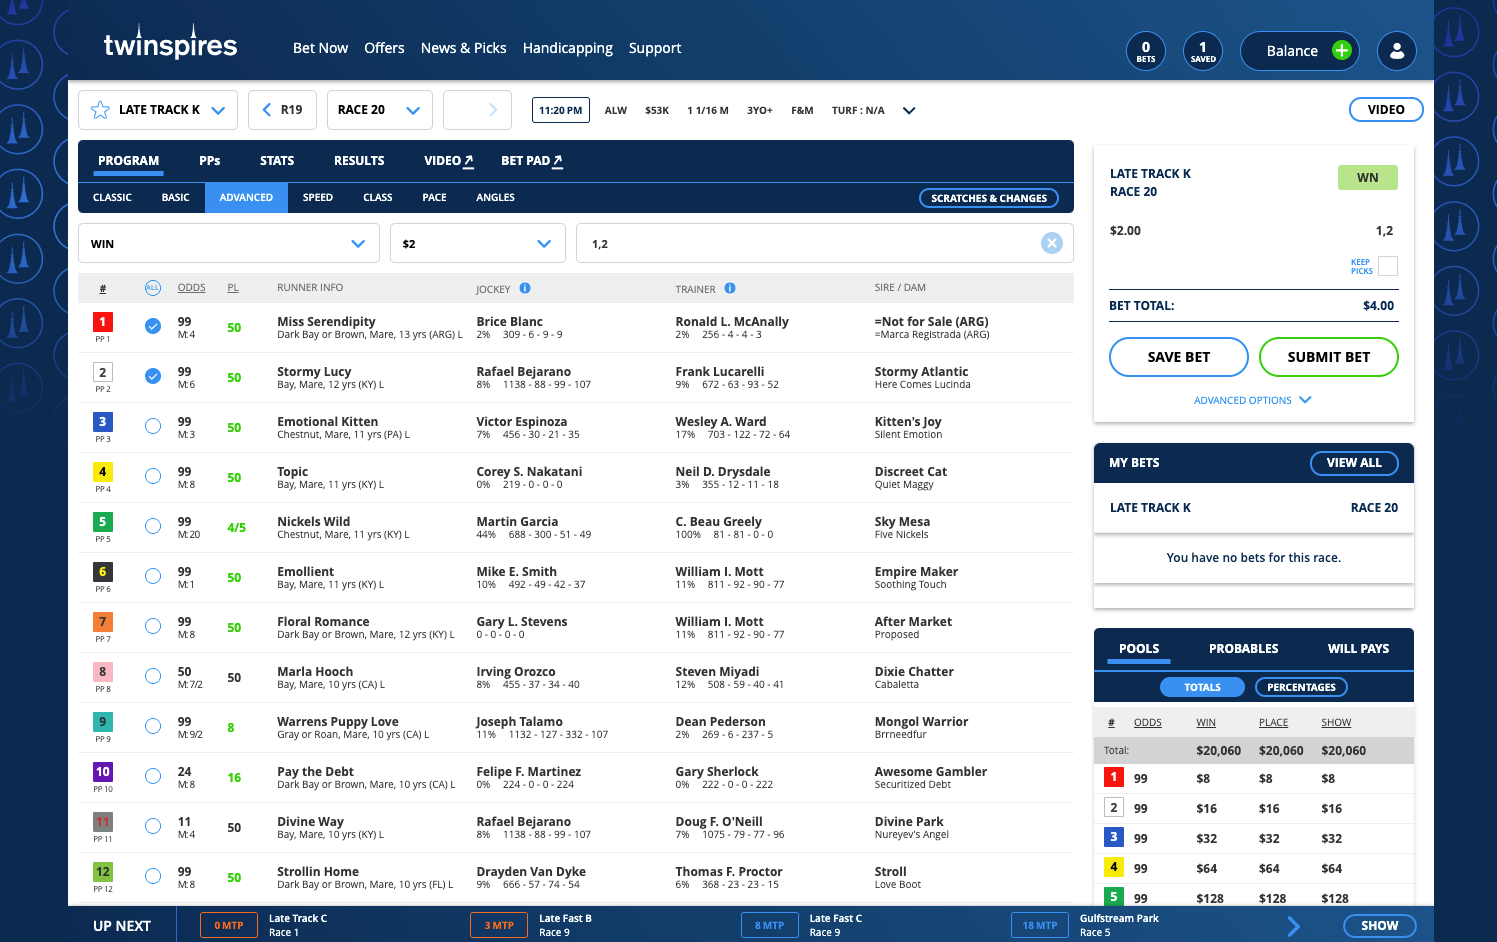 twinspires
Bet Now Offers News & Picks Handicapping Support
0 BETS
1 SAVED
Balance
LATE TRACK K R19 RACE 20 11:20 PM ALW $53K 1 1/16 M 3YO+ F&M TURF : N/A VIDEO
PROGRAM PPs STATS RESULTS VIDEO BET PAD
CLASSIC BASIC ADVANCED SPEED CLASS PACE ANGLES SCRATCHES & CHANGES
WIN $2 1,2
# ALL ODDS PL RUNNER INFO JOCKEY i TRAINER i SIRE / DAM
1 99 50 Miss Serendipity Brice Blanc Ronald L. McAnally =Not for Sale (ARG)
PP 1 M:4 Dark Bay or Brown, Mare, 13 yrs (ARG) L 2% 309 - 6 - 9 - 9 2% 256 - 4 - 4 - 3 =Marca Registrada (ARG)
2 99 50 Stormy Lucy Rafael Bejarano Frank Lucarelli Stormy Atlantic
PP 2 M:6 Bay, Mare, 12 yrs (KY) L 8% 1138 - 88 - 99 - 107 9% 672 - 63 - 93 - 52 Here Comes Lucinda
3 99 50 Emotional Kitten Victor Espinoza Wesley A. Ward Kitten's Joy
PP 3 M:3 Chestnut, Mare, 11 yrs (PA) L 7% 456 - 30 - 21 - 35 17% 703 - 122 - 72 - 64 Silent Emotion
4 99 50 Topic Corey S. Nakatani Neil D. Drysdale Discreet Cat
PP 4 M:8 Bay, Mare, 11 yrs (KY) L 0% 219 - 0 - 0 - 0 3% 355 - 12 - 11 - 18 Quiet Maggy
5 99 4/5 Nickels Wild Martin Garcia C. Beau Greely Sky Mesa
PP 5 M:20 Chestnut, Mare, 11 yrs (KY) L 44% 688 - 300 - 51 - 49 100% 81 - 81 - 0 - 0 Five Nickels
6 99 50 Emollient Mike E. Smith William I. Mott Empire Maker
PP 6 M:1 Bay, Mare, 11 yrs (KY) L 10% 492 - 49 - 42 - 37 11% 811 - 92 - 90 - 77 Soothing Touch
7 99 50 Floral Romance Gary L. Stevens William I. Mott After Market
PP 7 M:8 Dark Bay or Brown, Mare, 12 yrs (KY) L 0 - 0 - 0 - 0 11% 811 - 92 - 90 - 77 Proposed
8 50 50 Marla Hooch Irving Orozco Steven Miyadi Dixie Chatter
PP 8 M:7/2 Bay, Mare, 10 yrs (CA) L 8% 455 - 37 - 34 - 40 12% 508 - 59 - 40 - 41 Cabaletta
9 99 8 Warrens Puppy Love Joseph Talamo Dean Pederson Mongol Warrior
PP 9 M:9/2 Gray or Roan, Mare, 10 yrs (CA) L 11% 1132 - 127 - 332 - 107 2% 269 - 6 - 237 - 5 Brrneedfur
10 24 16 Pay the Debt Felipe F. Martinez Gary Sherlock Awesome Gambler
PP 10 M:8 Dark Bay or Brown, Mare, 10 yrs (CA) L 0% 224 - 0 - 0 - 224 0% 222 - 0 - 0 - 222 Securitized Debt
11 11 50 Divine Way Rafael Bejarano Doug F. O'Neill Divine Park
PP 11 M:4 Bay, Mare, 10 yrs (KY) L 8% 1138 - 88 - 99 - 107 7% 1075 - 79 - 77 - 96 Nureyev's Angel
12 99 50 Strollin Home Drayden Van Dyke Thomas F. Proctor Stroll
PP 12 M:8 Dark Bay or Brown, Mare, 10 yrs (FL) L 9% 666 - 57 - 74 - 54 6% 368 - 23 - 23 - 15 Love Boot
LATE TRACK K WN
RACE 20
$2.00 1,2
KEEP
PICKS
BET TOTAL: $4.00
SAVE BET SUBMIT BET
ADVANCED OPTIONS
MY BETS VIEW ALL
LATE TRACK K RACE 20
You have no bets for this race.
POOLS PROBABLES WILL PAYS
TOTALS PERCENTAGES
# ODDS WIN PLACE SHOW
Total: $20,060 $20,060 $20,060
1 99 $8 $8 $8
2 99 $16 $16 $16
3 99 $32 $32 $32
4 99 $64 $64 $64
5 99 $128 $128 $128
UP NEXT
0 MTP Late Track C
Race 1
3 MTP Late Fast B
Race 9
8 MTP Late Fast C
Race 9
18 MTP Gulfstream Park
Race 5
SHOW